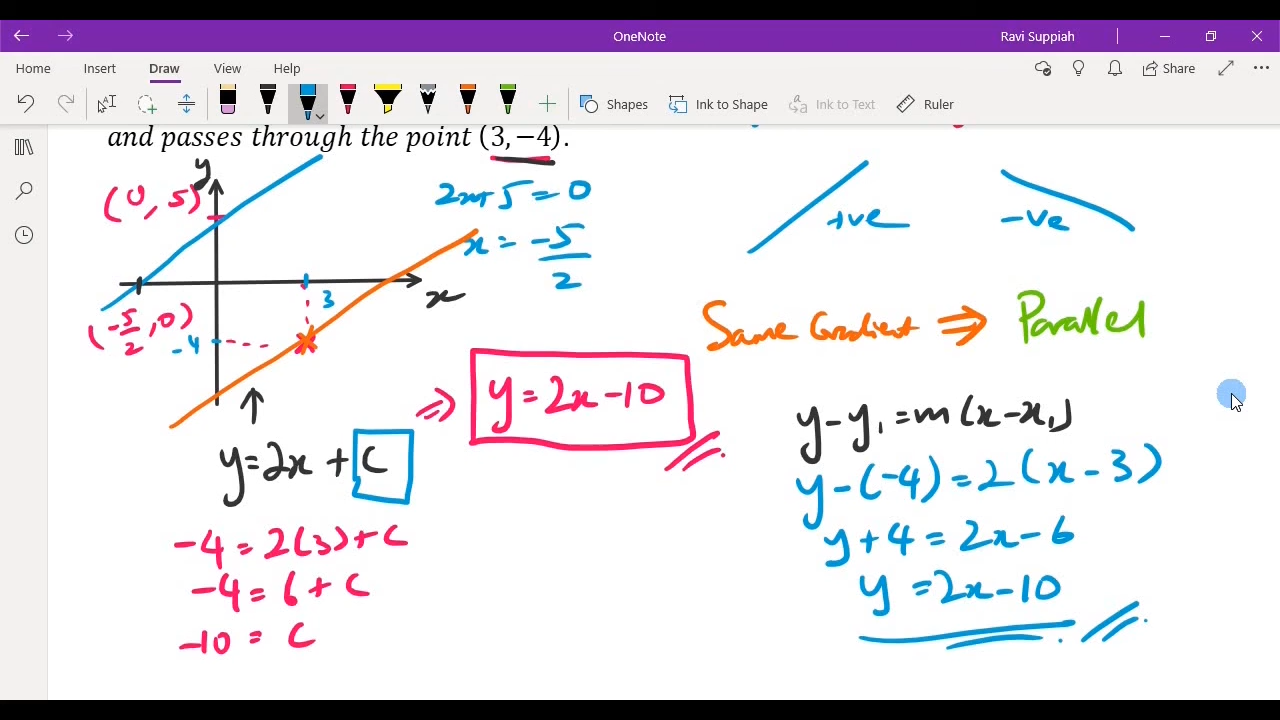 OneNote
Ravi Suppiah
Home Insert Draw View Help
Share
Shapes Ink to Shape Ink to Text Ruler
and passes through the point (3, −4).
y
(0, 5)
2x+5=0
x = -5/2
+ve
-ve
3
x
(-5/2, 0)
-4
Same Gradient ⇒ Parallel
⇒ y=2x-10
y-y₁=m(x-x₁)
y=2x + C
y-(-4)=2(x-3)
-4=2(3)+C
y+4=2x-6
-4=6+C
y=2x-10
-10 = C